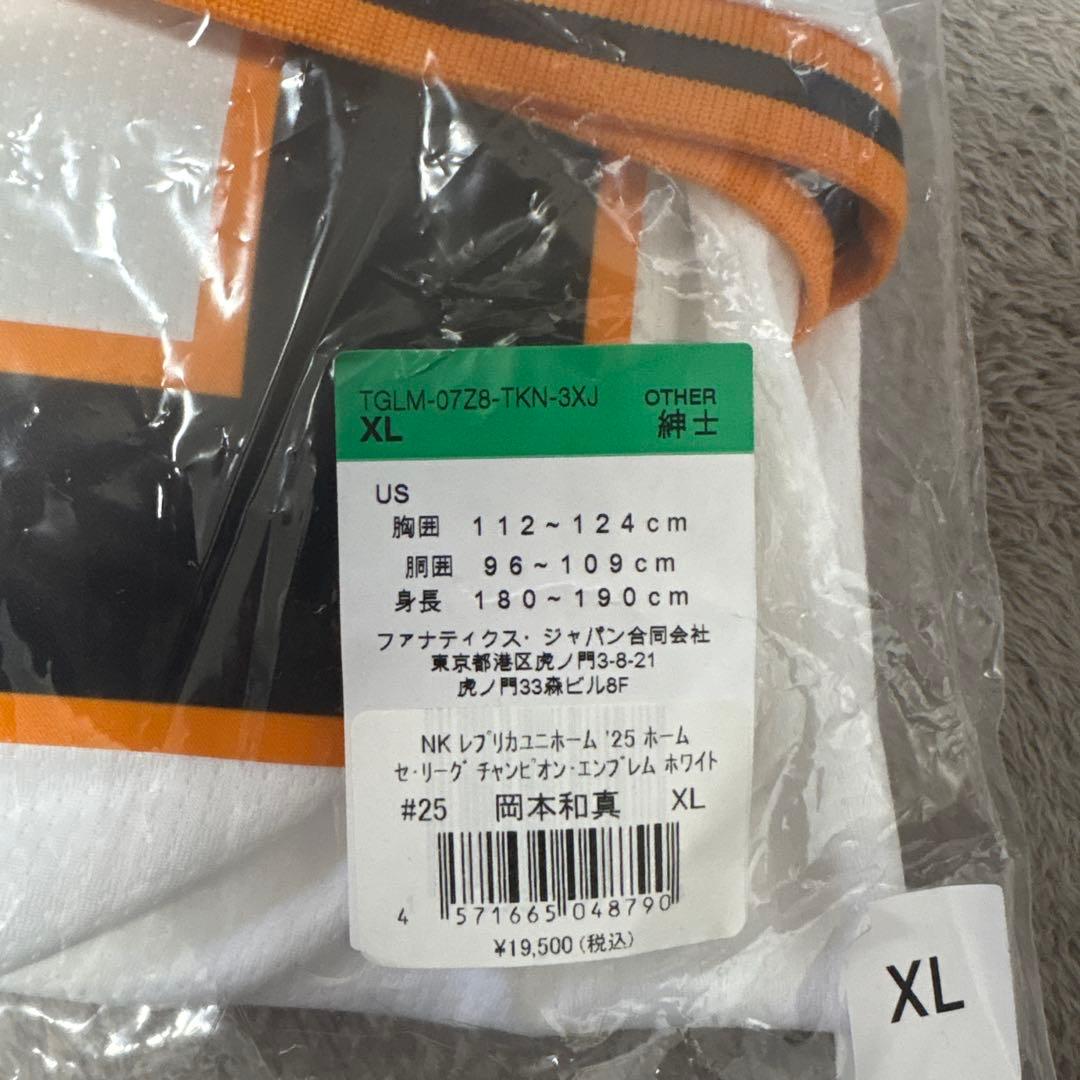 TGLM-07Z8-TKN-3XJ OTHER
XL 紳士
US
胸囲 112~124cm
胴囲 96~109cm
身長 180~190cm
ファナティクス・ジャパン合同会社
東京都港区虎ノ門3-8-21
虎ノ門33森ビル8F
NK ﾚﾌﾟﾘｶﾕﾆﾎｰﾑ '25 ﾎｰﾑ
ｾ･ﾘｰｸﾞ ﾁｬﾝﾋﾟｵﾝ･ｴﾝﾌﾞﾚﾑ ﾎﾜｲﾄ
#25 岡本和真 XL
4 571665 048790
¥19,500(税込)
XL